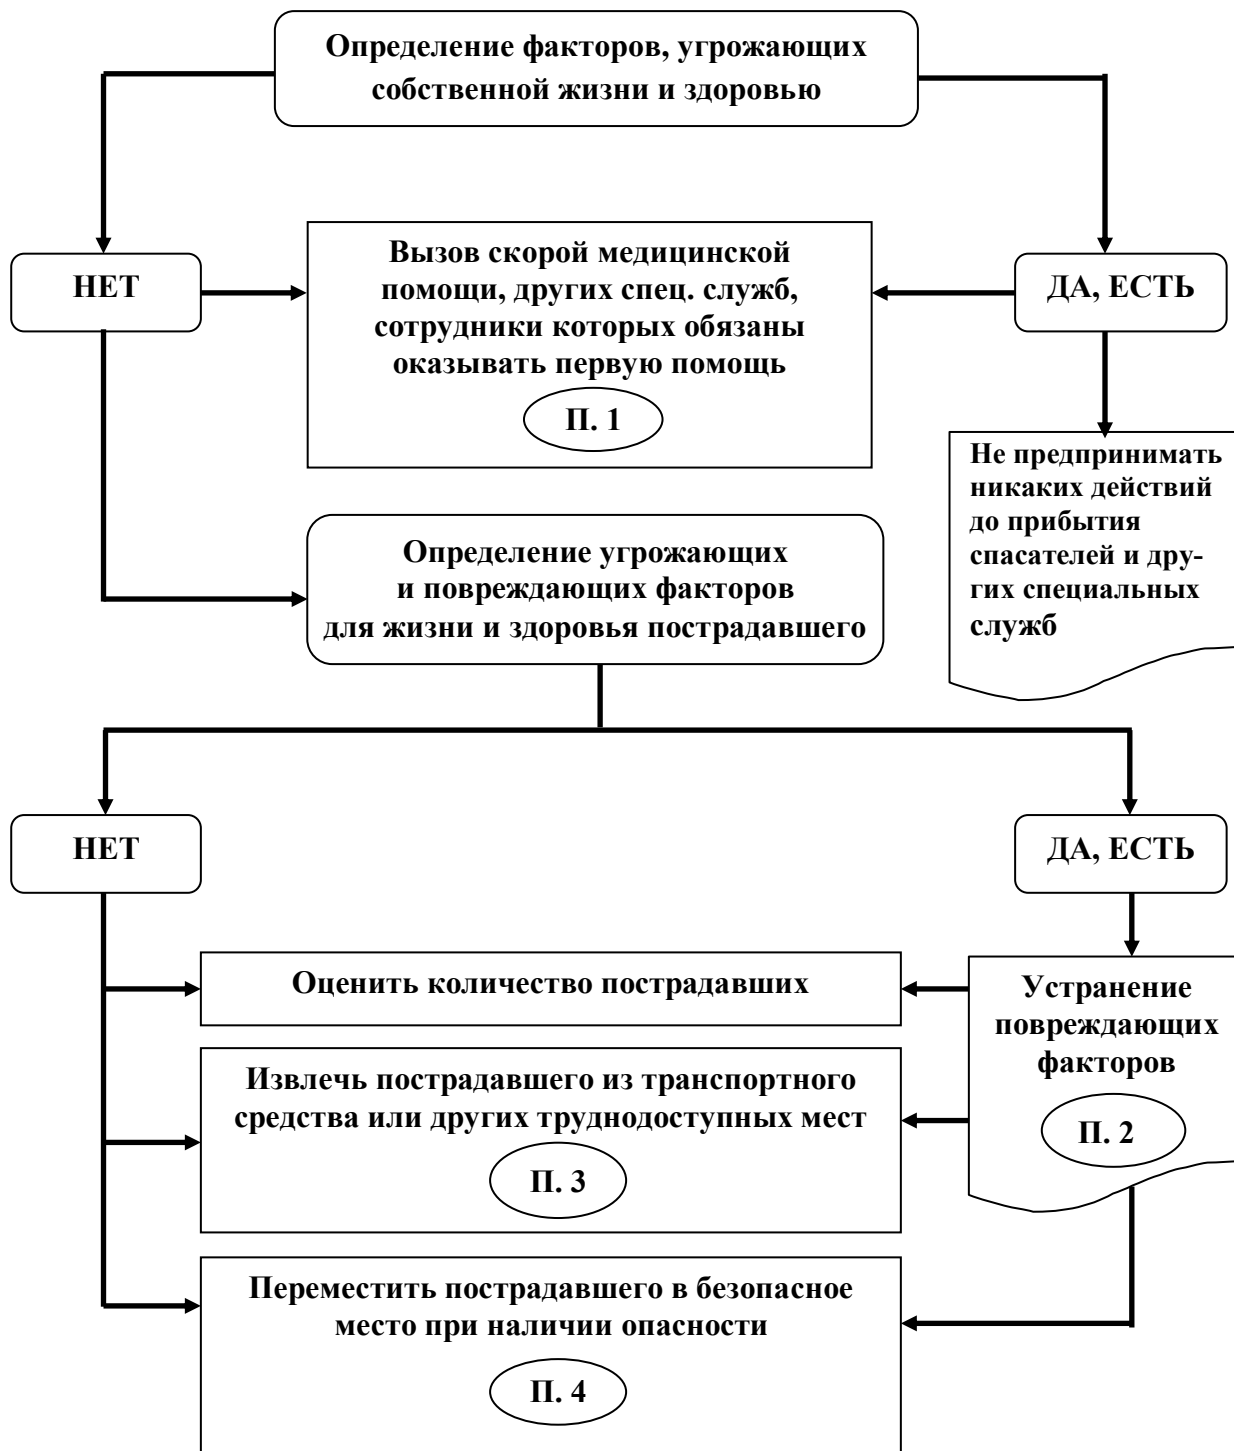 Определение факторов, угрожающих
собственной жизни и здоровью
НЕТ
Вызов скорой медицинской
помощи, других спец. служб,
сотрудники которых обязаны
оказывать первую помощь
П. 1
ДА, ЕСТЬ
Не предпринимать
никаких действий
до прибытия
спасателей и дру-
гих специальных
служб
Определение угрожающих
и повреждающих факторов
для жизни и здоровья пострадавшего
НЕТ
ДА, ЕСТЬ
Оценить количество пострадавших
Устранение
повреждающих
факторов
П. 2
Извлечь пострадавшего из транспортного
средства или других труднодоступных мест
П. 3
Переместить пострадавшего в безопасное
место при наличии опасности
П. 4